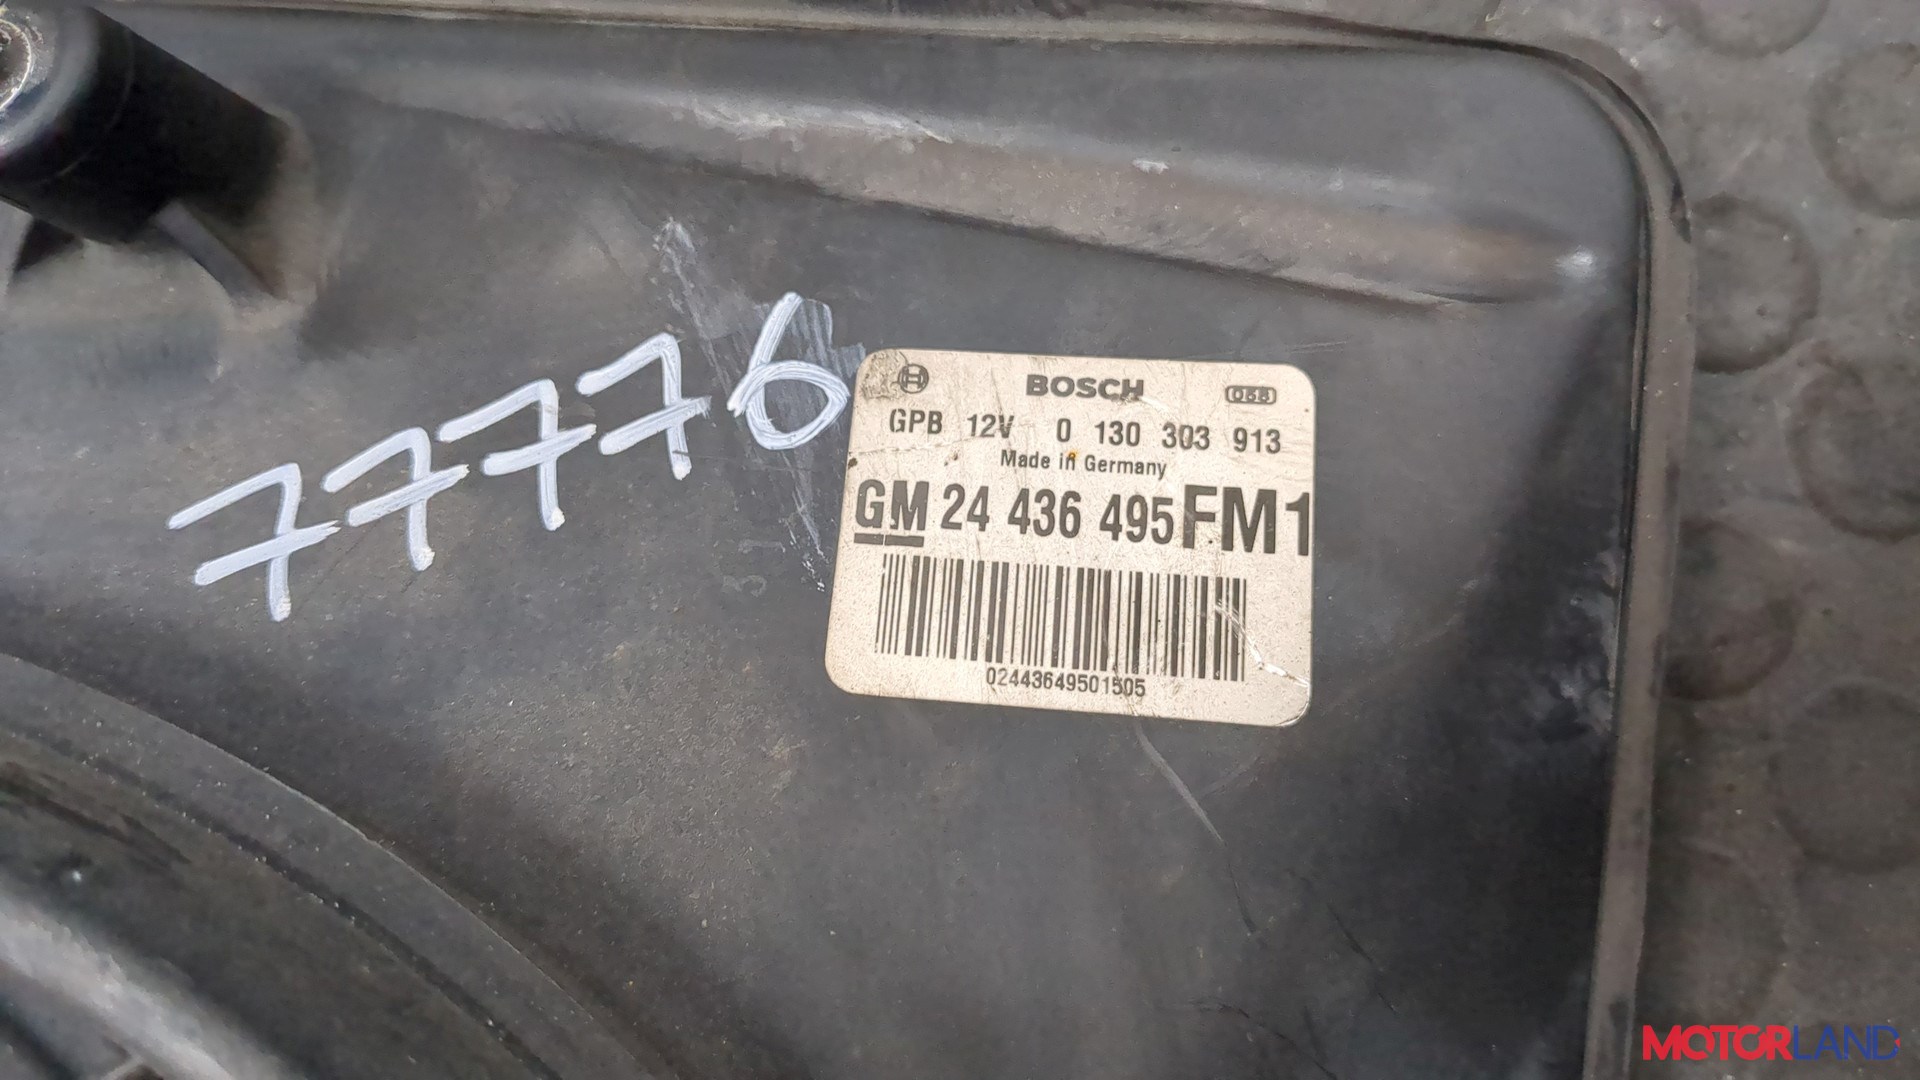 77776
BOSCH
GPB 12V 0 130 303 913
Made in Germany
GM 24 436 495 FM1
02443649501505
MOTORLAND